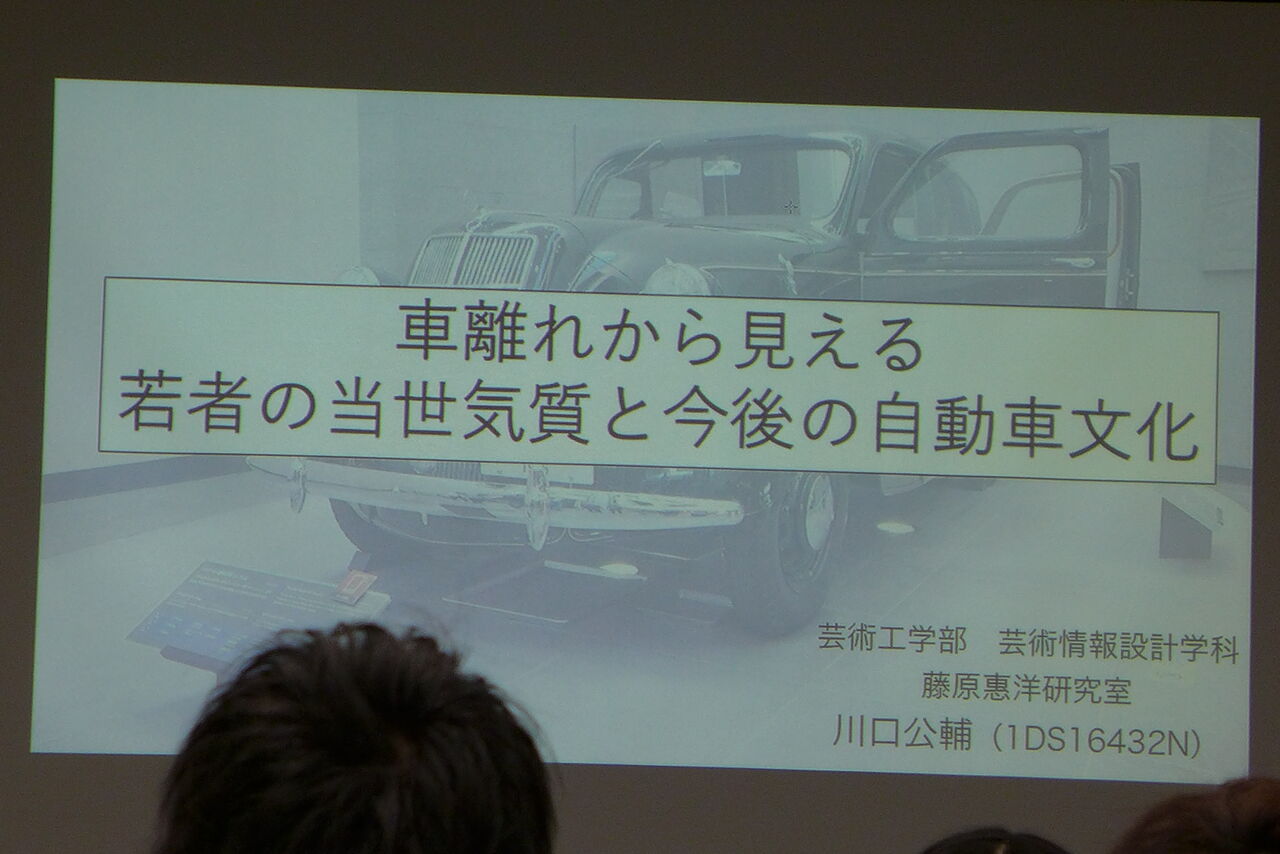 車離れから見える
若者の当世気質と今後の自動車文化
芸術工学部　芸術情報設計学科
藤原惠洋研究室
川口公輔（1DS16432N）